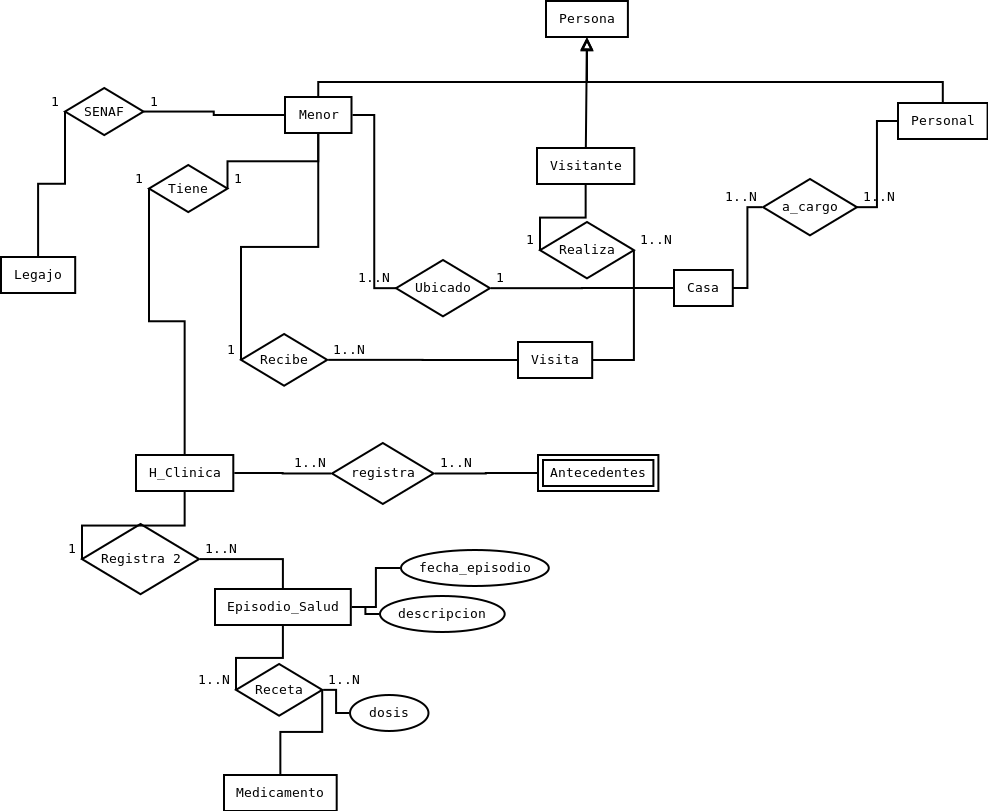 Persona
1 SENAF 1
Menor
Personal
Visitante
1 Tiene 1
1..N a_cargo 1..N
1 Realiza 1..N
Legajo
1..N Ubicado 1
Casa
1 Recibe 1..N
Visita
H_Clinica
1..N registra 1..N
Antecedentes
1 Registra 2 1..N
fecha_episodio
Episodio_Salud
descripcion
1..N Receta 1..N
dosis
Medicamento